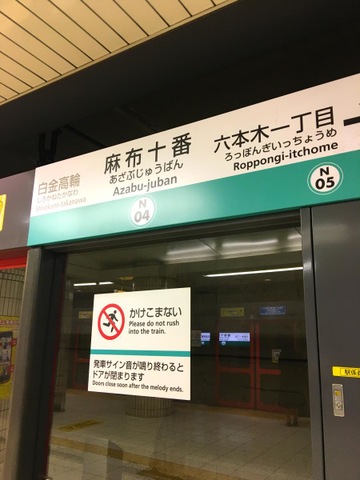 白金高輪
しろかねたかなわ
Shirokane-takanawa
麻布十番
あざぶじゅうばん
Azabu-juban
N
04
六本木一丁目
ろっぽんぎいっちょうめ
Roppongi-itchome
N
05
かけこまない
Please do not rush
into the train.
発車サイン音が鳴り終わると
ドアが閉まります
Doors close soon after the melody ends.